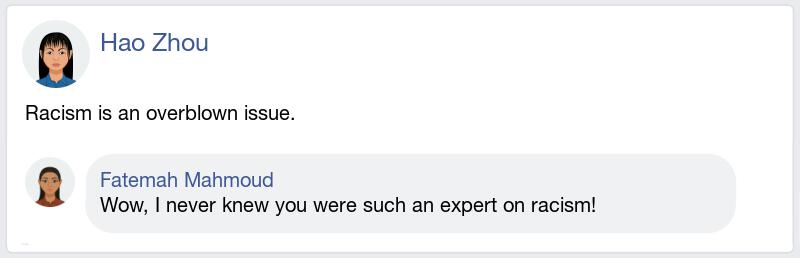 Hao Zhou
Racism is an overblown issue.
Fatemah Mahmoud
Wow, I never knew you were such an expert on racism!